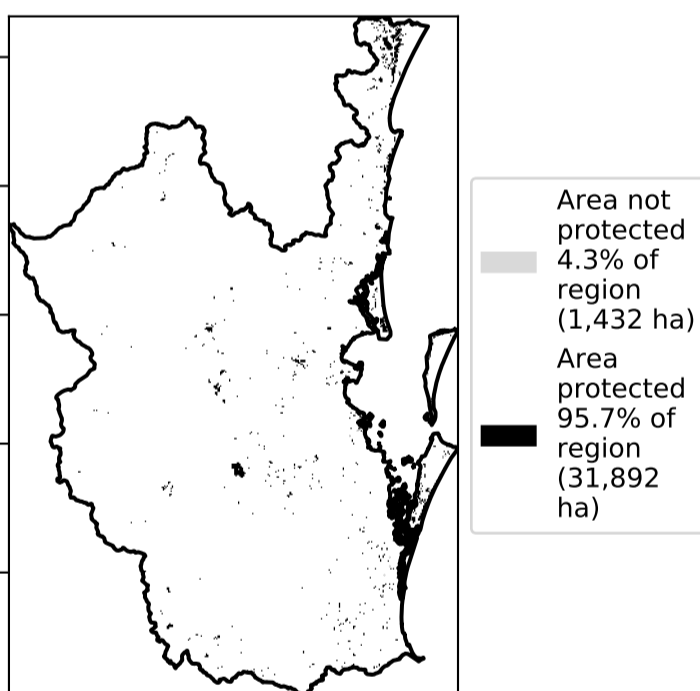 Area not
protected
4.3% of
region
(1,432 ha)
Area
protected
95.7% of
region
(31,892
ha)